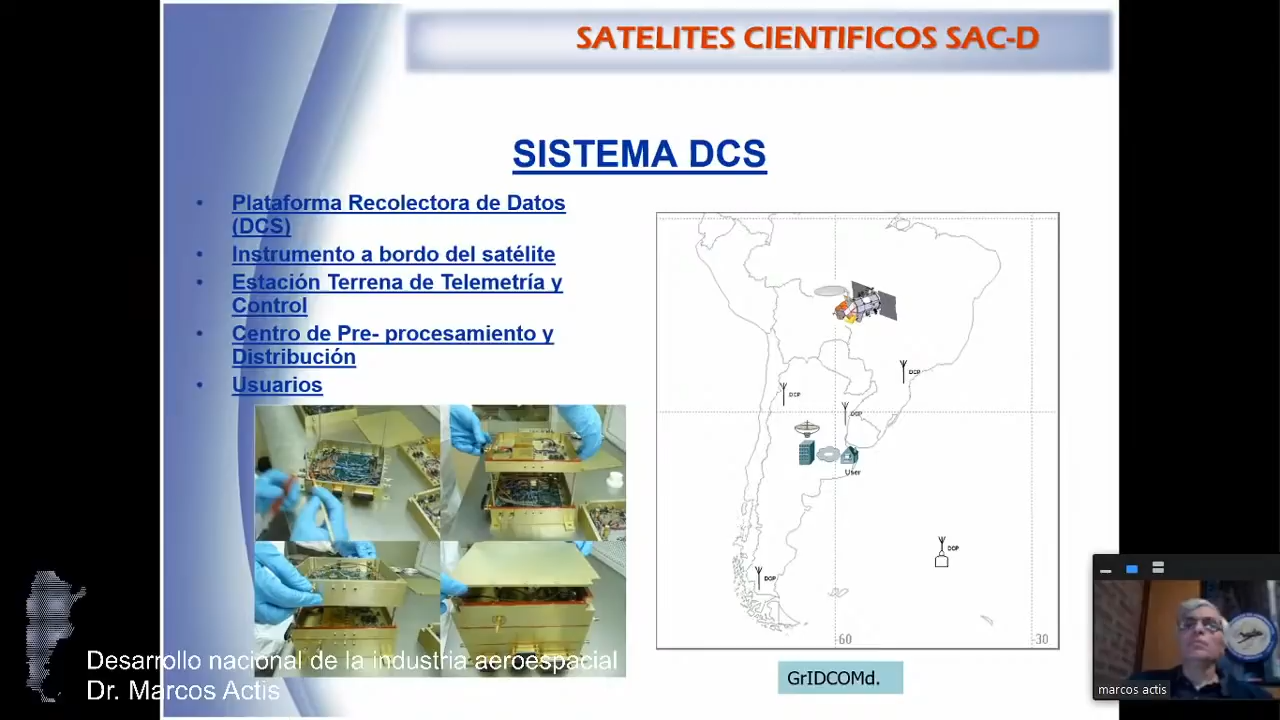 SATELITES CIENTIFICOS SAC-D
SISTEMA DCS
• Plataforma Recolectora de Datos
(DCS)
• Instrumento a bordo del satélite
• Estación Terrena de Telemetría y
Control
• Centro de Pre- procesamiento y
Distribución
• Usuarios
DCP
DCP
DCP
User
DCP
DCP
60
30
GrIDCOMd.
Desarrollo nacional de la industria aeroespacial
Dr. Marcos Actis
marcos actis